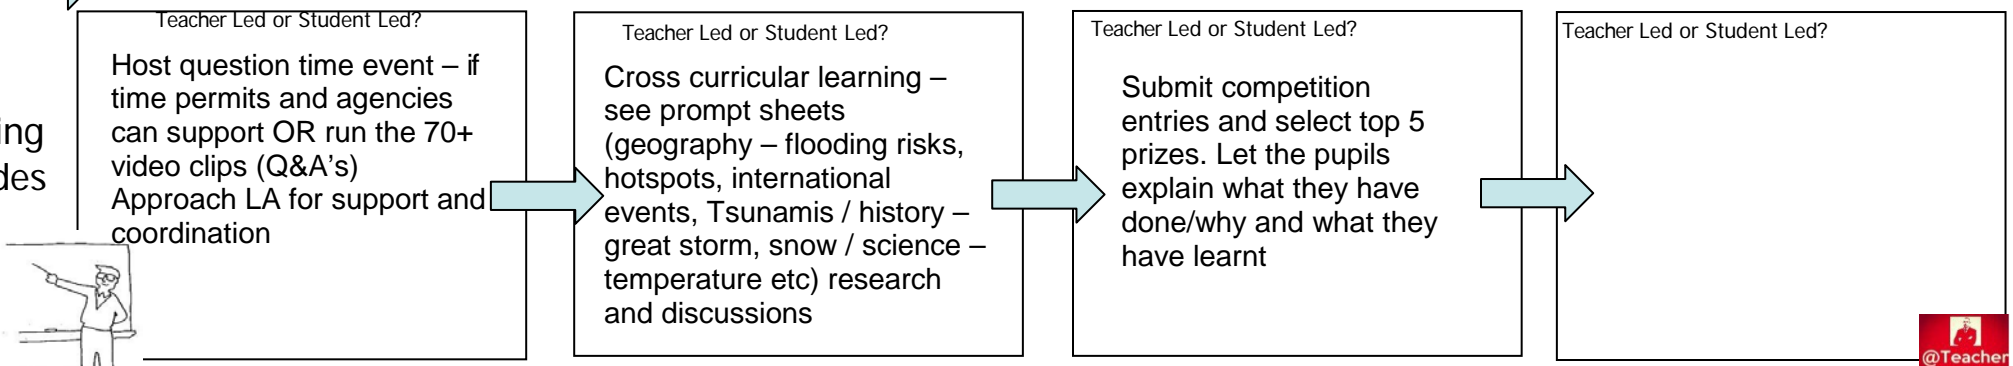 ing
des
Teacher Led or Student Led?
Host question time event – if
time permits and agencies
can support OR run the 70+
video clips (Q&A's)
Approach LA for support and
coordination
Teacher Led or Student Led?
Cross curricular learning –
see prompt sheets
(geography – flooding risks,
hotspots, international
events, Tsunamis / history –
great storm, snow / science –
temperature etc) research
and discussions
Teacher Led or Student Led?
Submit competition
entries and select top 5
prizes. Let the pupils
explain what they have
done/why and what they
have learnt
Teacher Led or Student Led?
@Teacher